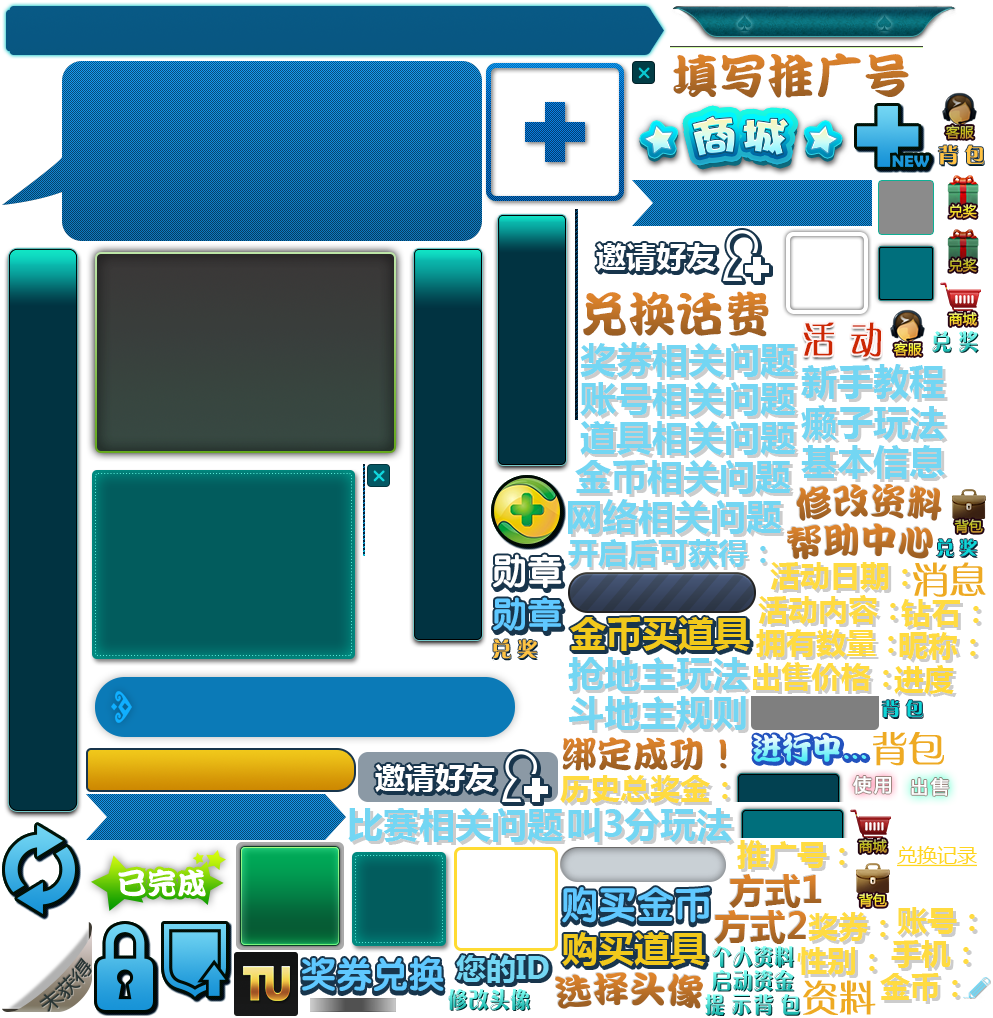 填写推广号
商城
NEW
客服
背包
兑奖
邀请好友
兑奖
商城
兑换话费
活动
客服
兑奖
奖券相关问题
新手教程
账号相关问题
癞子玩法
道具相关问题
基本信息
金币相关问题
修改资料
背包
网络相关问题
帮助中心
兑奖
开启后可获得：
勋章
活动日期：
消息
勋章
活动内容：
钻石：
金币买道具
拥有数量：
昵称：
兑奖
抢地主玩法
出售价格：
进度
斗地主规则
背包
绑定成功！
进行中...
背包
邀请好友
历史总奖金：
使用
出售
比赛相关问题
叫3分玩法
商城
推广号：
兑换记录
已完成
方式1
背包
购买金币
方式2
奖券：
账号：
购买道具
个人资料
性别：
手机：
未获得
TU
奖券兑换
您的ID
启动资金
修改头像
选择头像
提示背包
资料
金币：